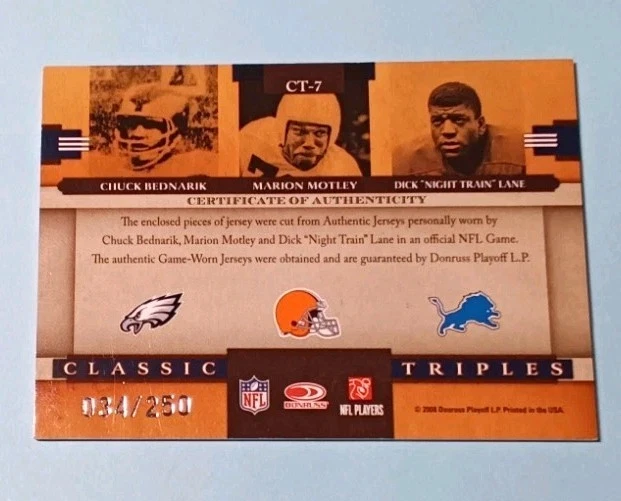 CT-7
CHUCK BEDNARIK MARION MOTLEY DICK "NIGHT TRAIN" LANE
CERTIFICATE OF AUTHENTICITY
The enclosed pieces of jersey were cut from Authentic Jerseys personally worn by
Chuck Bednarik, Marion Motley and Dick "Night Train" Lane in an official NFL Game.
The authentic Game-Worn Jerseys were obtained and are guaranteed by Donruss Playoff L.P.
CLASSIC TRIPLES
034/250
NFL
DONRUSS
NFL PLAYERS
© 2008 Donruss Playoff L.P. Printed in the USA